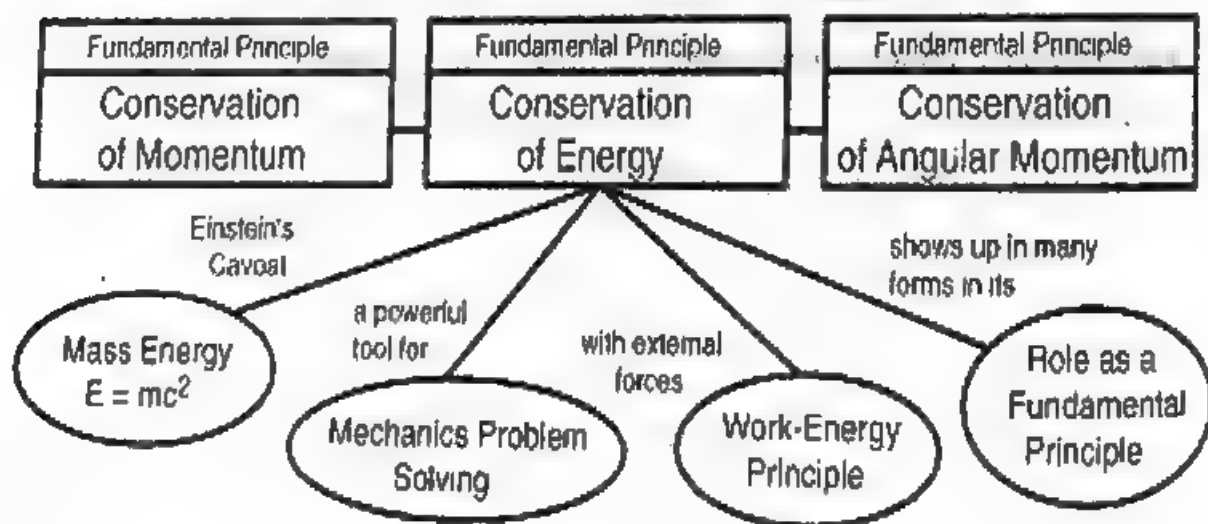 Fundamental Principle
Conservation
of Momentum
Fundamental Principle
Conservation
of Energy
Fundamental Principle
Conservation
of Angular Momentum
Einstein's
Caveat
Mass Energy
E = mc²
a powerful
tool for
Mechanics Problem
Solving
with external
forces
Work-Energy
Principle
shows up in many
forms in its
Role as a
Fundamental
Principle